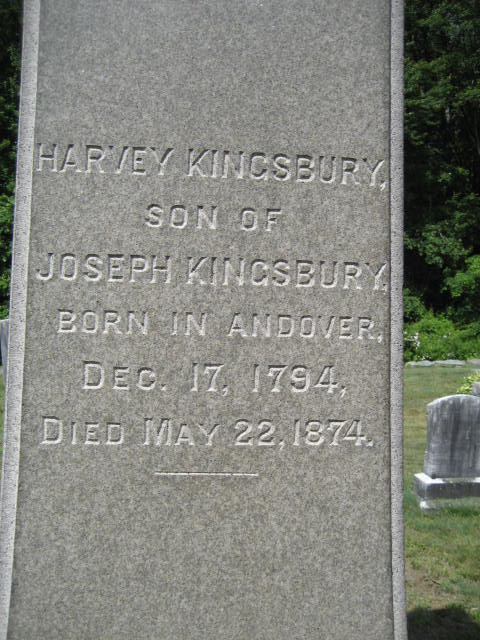 HARVEY KINGSBURY,
SON OF
JOSEPH KINGSBURY.
BORN IN ANDOVER,
DEC. 17, 1794,
DIED MAY 22, 1874.